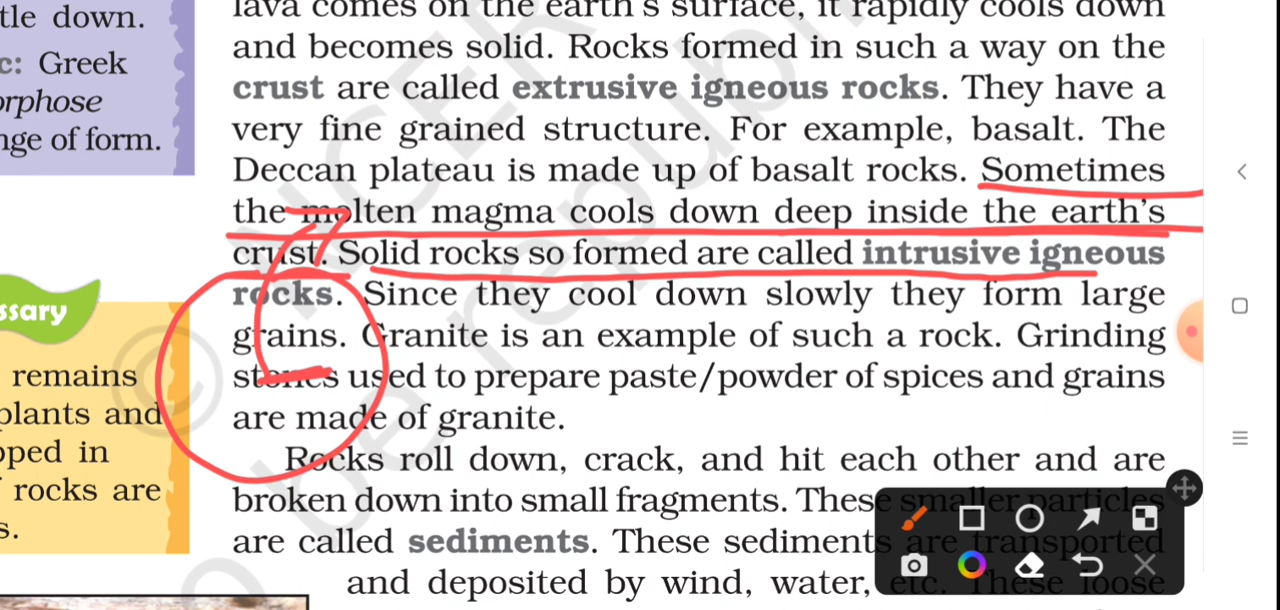 tle down.
c: Greek
orphose
nge of form.
lava comes on the earth's surface, it rapidly cools down
and becomes solid. Rocks formed in such a way on the
crust are called extrusive igneous rocks. They have a
very fine grained structure. For example, basalt. The
Deccan plateau is made up of basalt rocks. Sometimes
the molten magma cools down deep inside the earth's
crust. Solid rocks so formed are called intrusive igneous
rocks. Since they cool down slowly they form large
grains. Granite is an example of such a rock. Grinding
stones used to prepare paste/powder of spices and grains
are made of granite.
Rocks roll down, crack, and hit each other and are
broken down into small fragments. These smaller particles
are called sediments. These sediments are transported
and deposited by wind, water, etc. These loose
ssary
remains
plants and
pped in
rocks are
s.
© NCER
be republ